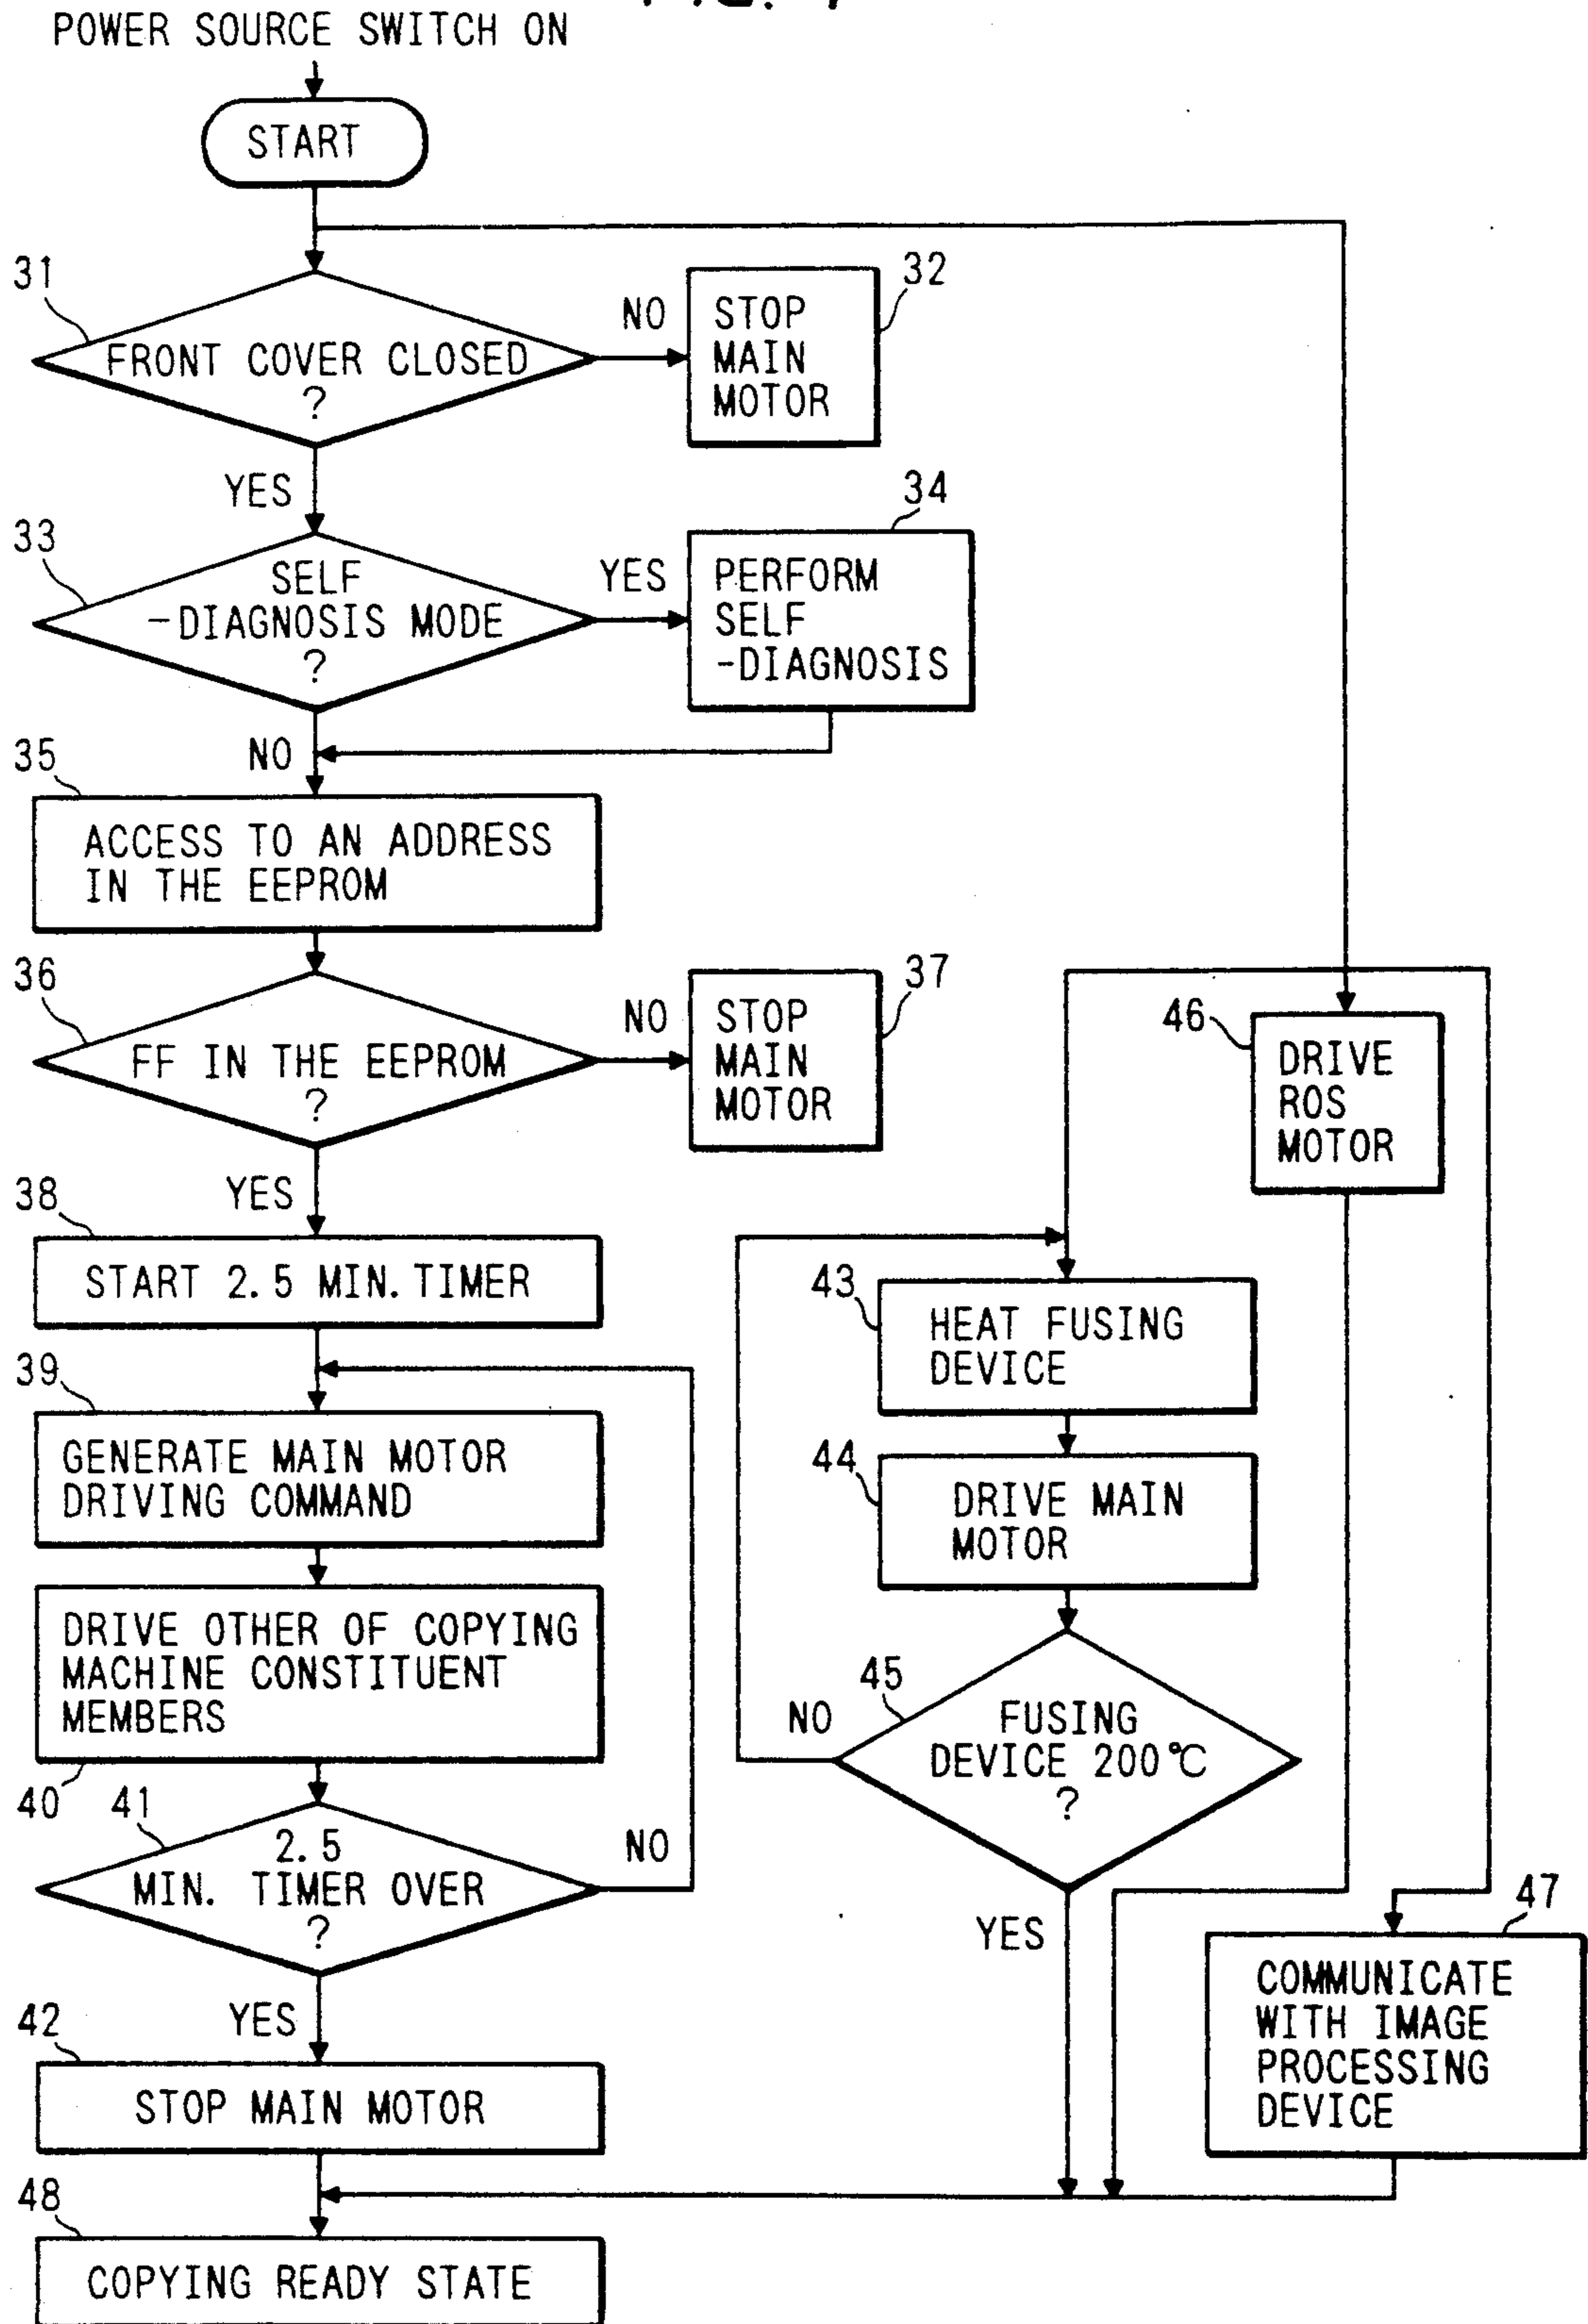 POWER SOURCE SWITCH ON
START
31
FRONT COVER CLOSED
?
NO
32
STOP
MAIN
MOTOR
YES
33
SELF
-DIAGNOSIS MODE
?
YES
34
PERFORM
SELF
-DIAGNOSIS
NO
35
ACCESS TO AN ADDRESS
IN THE EEPROM
36
FF IN THE EEPROM
?
NO
37
STOP
MAIN
MOTOR
YES
38
START 2.5 MIN. TIMER
39
GENERATE MAIN MOTOR
DRIVING COMMAND
DRIVE OTHER OF COPYING
MACHINE CONSTITUENT
MEMBERS
40
41
2.5
MIN. TIMER OVER
?
NO
YES
42
STOP MAIN MOTOR
46
DRIVE
ROS
MOTOR
43
HEAT FUSING
DEVICE
44
DRIVE MAIN
MOTOR
45
FUSING
DEVICE 200℃
?
NO
YES
47
COMMUNICATE
WITH IMAGE
PROCESSING
DEVICE
48
COPYING READY STATE